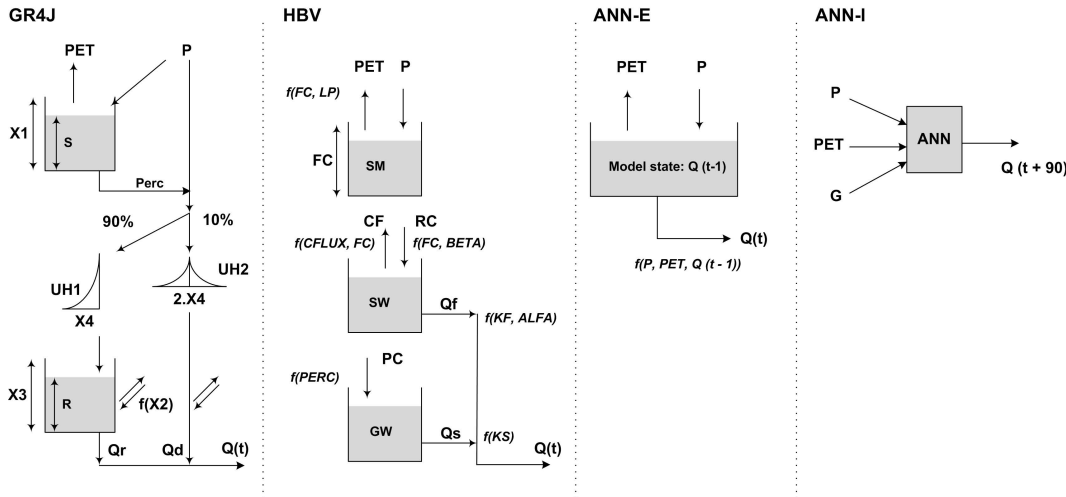 GR4J
PET
P
X1
S
Perc
90%
10%
UH1
UH2
X4
2.X4
X3
R
f(X2)
Qr
Qd
Q(t)
HBV
PET
P
f(FC, LP)
FC
SM
CF
RC
f(CFLUX, FC)
f(FC, BETA)
SW
Qf
f(KF, ALFA)
PC
f(PERC)
GW
Qs
f(KS)
Q(t)
ANN-E
PET
P
Model state: Q (t-1)
Q(t)
f(P, PET, Q (t - 1))
ANN-I
P
PET
G
ANN
Q (t + 90)